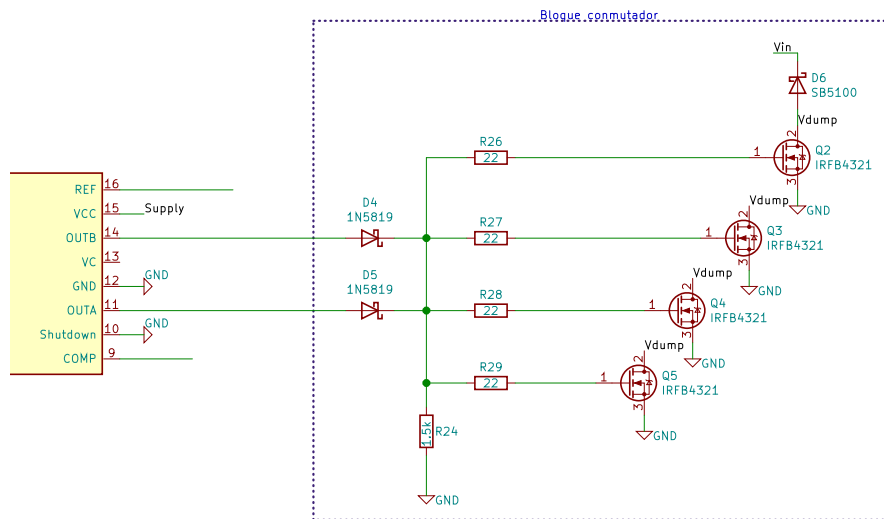 Bloque conmutador
Vin
D6
SB5100
Vdump
2
R26
22
1
Q2
IRFB4321
3
GND
REF 16
VCC 15 Supply
OUTB 14
VC 13
GND 12 GND
OUTA 11
Shutdown 10 GND
COMP 9
D4
1N5819
R27
22
1
Vdump
2
Q3
IRFB4321
3
GND
D5
1N5819
R28
22
1
Vdump
2
Q4
IRFB4321
3
GND
R29
22
1
Vdump
2
Q5
IRFB4321
3
GND
1.5k R24
GND